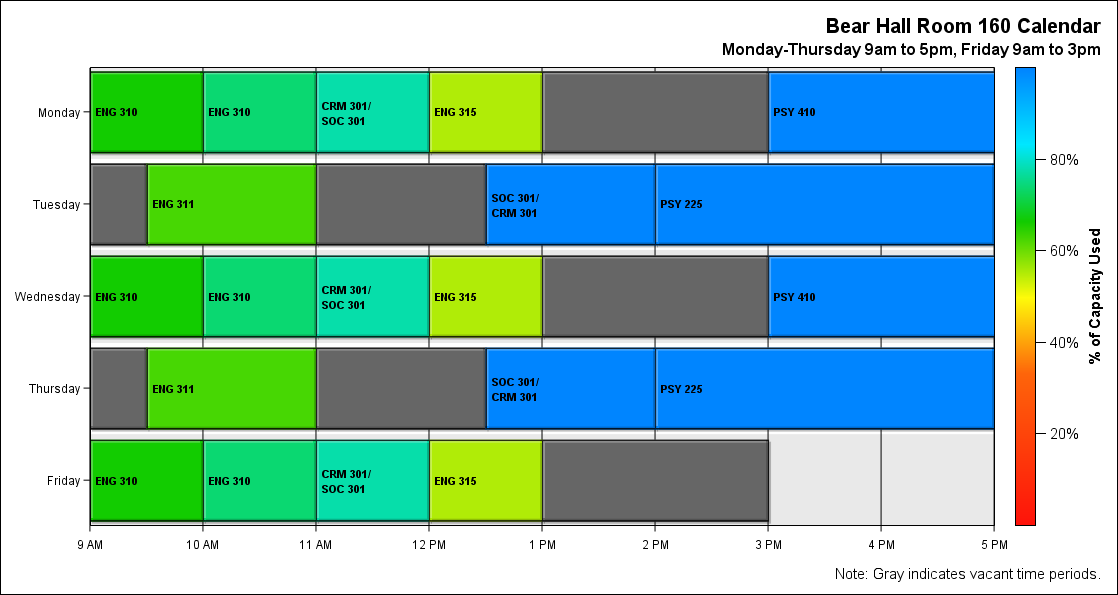 Bear Hall Room 160 Calendar
Monday-Thursday 9am to 5pm, Friday 9am to 3pm
Monday
ENG 310
ENG 310
CRM 301/
SOC 301
ENG 315
PSY 410
Tuesday
ENG 311
SOC 301/
CRM 301
PSY 225
Wednesday
ENG 310
ENG 310
CRM 301/
SOC 301
ENG 315
PSY 410
Thursday
ENG 311
SOC 301/
CRM 301
PSY 225
Friday
ENG 310
ENG 310
CRM 301/
SOC 301
ENG 315
9 AM
10 AM
11 AM
12 PM
1 PM
2 PM
3 PM
4 PM
5 PM
80%
60%
40%
20%
% of Capacity Used
Note: Gray indicates vacant time periods.